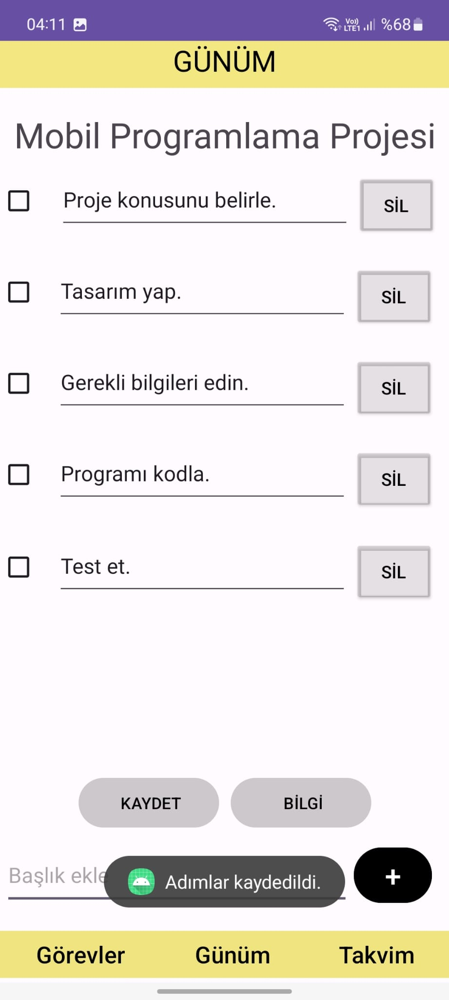 04:11 Vo)) LTE1 %68
GÜNÜM
Mobil Programlama Projesi
Proje konusunu belirle. SİL
Tasarım yap. SİL
Gerekli bilgileri edin. SİL
Programı kodla. SİL
Test et. SİL
KAYDET BİLGİ
Başlık ekle Adımlar kaydedildi. +
Görevler Günüm Takvim